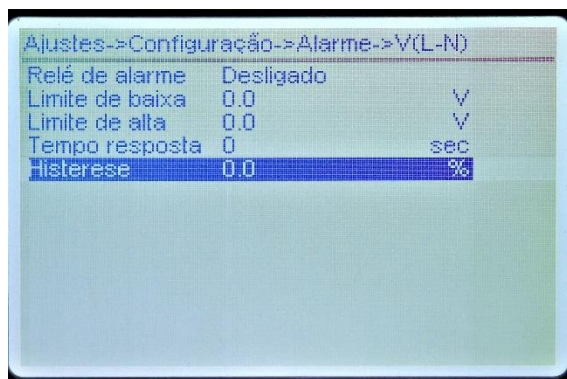 Ajustes->Configuração->Alarme->V(L-N)
Relé de alarme Desligado
Limite de baixa 0.0 V
Limite de alta 0.0 V
Tempo resposta 0 sec
Histerese 0.0 %